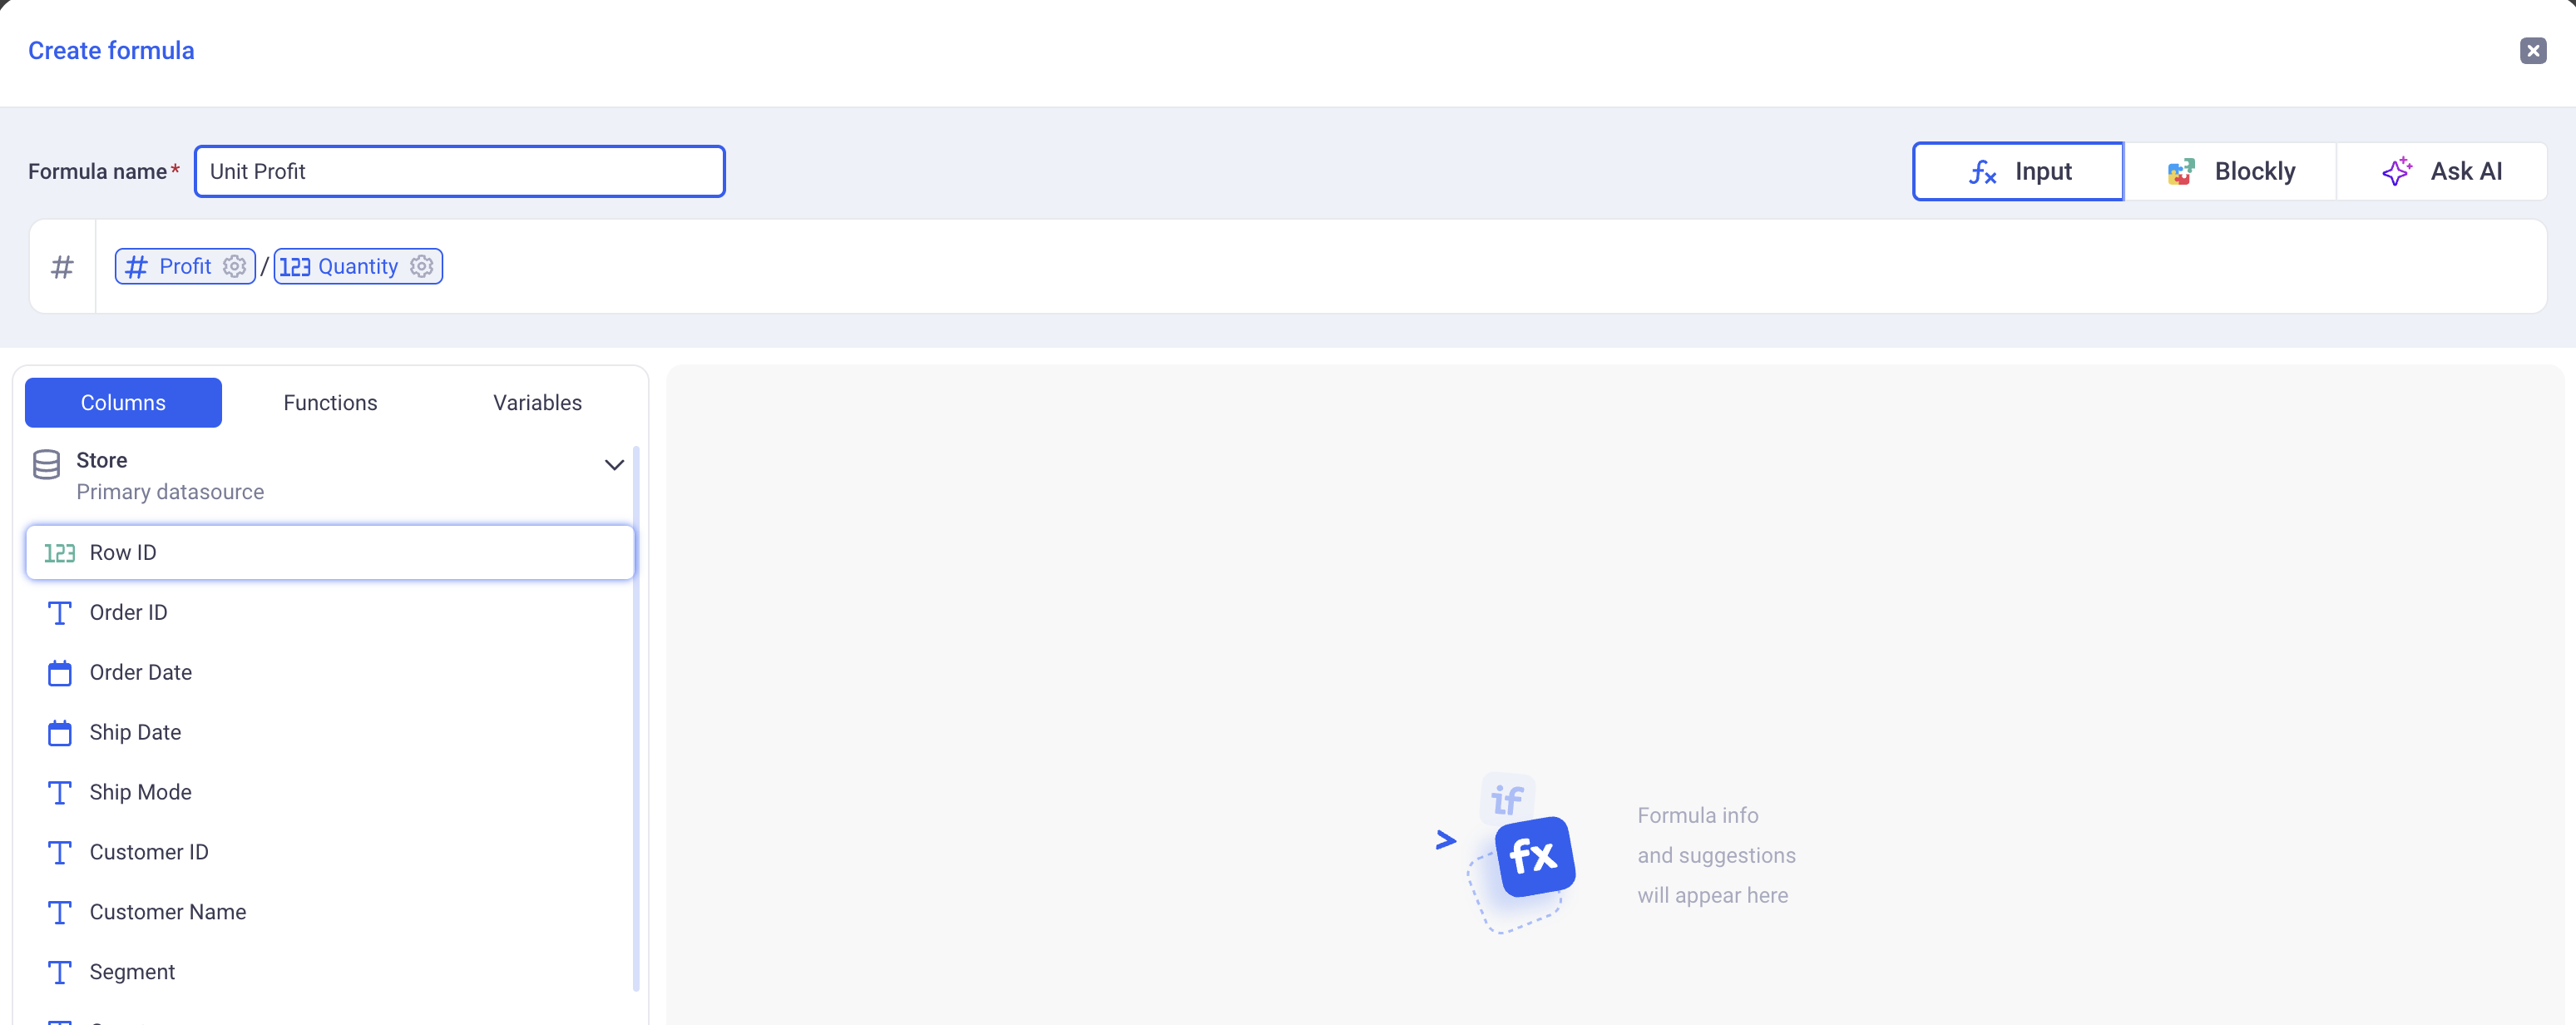 Create formula
Formula name*
Unit Profit
Input
Blockly
Ask AI
# # Profit / 123 Quantity
Columns
Functions
Variables
Store
Primary datasource
123 Row ID
Order ID
Order Date
Ship Date
Ship Mode
Customer ID
Customer Name
Segment
if
> fx
Formula info
and suggestions
will appear here